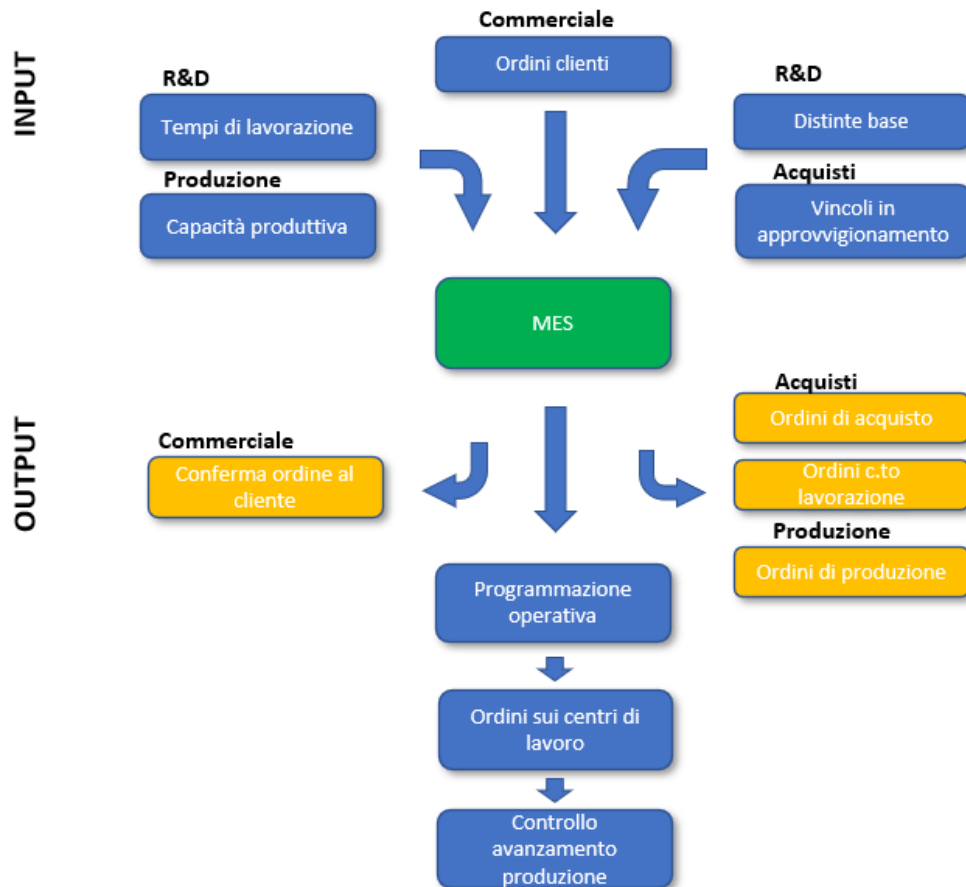 INPUT
Commerciale
Ordini clienti
R&D
Tempi di lavorazione
Produzione
Capacità produttiva
R&D
Distinte base
Acquisti
Vincoli in
approvvigionamento
MES
OUTPUT
Commerciale
Conferma ordine al
cliente
Acquisti
Ordini di acquisto
Ordini c.to
lavorazione
Produzione
Ordini di produzione
Programmazione
operativa
Ordini sui centri di
lavoro
Controllo
avanzamento
produzione